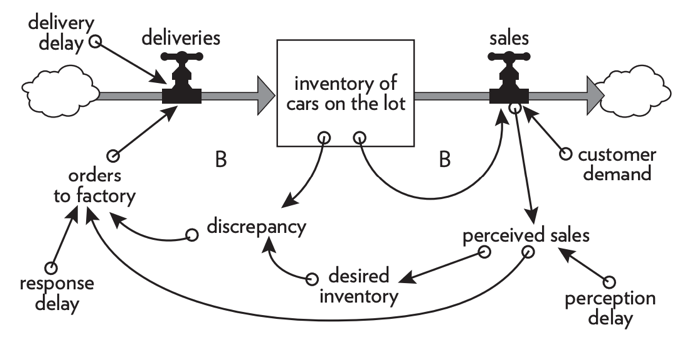 delivery
delay
deliveries
sales
inventory of
cars on the lot
B
B
customer
demand
orders
to factory
discrepancy
perceived sales
response
delay
desired
inventory
perception
delay